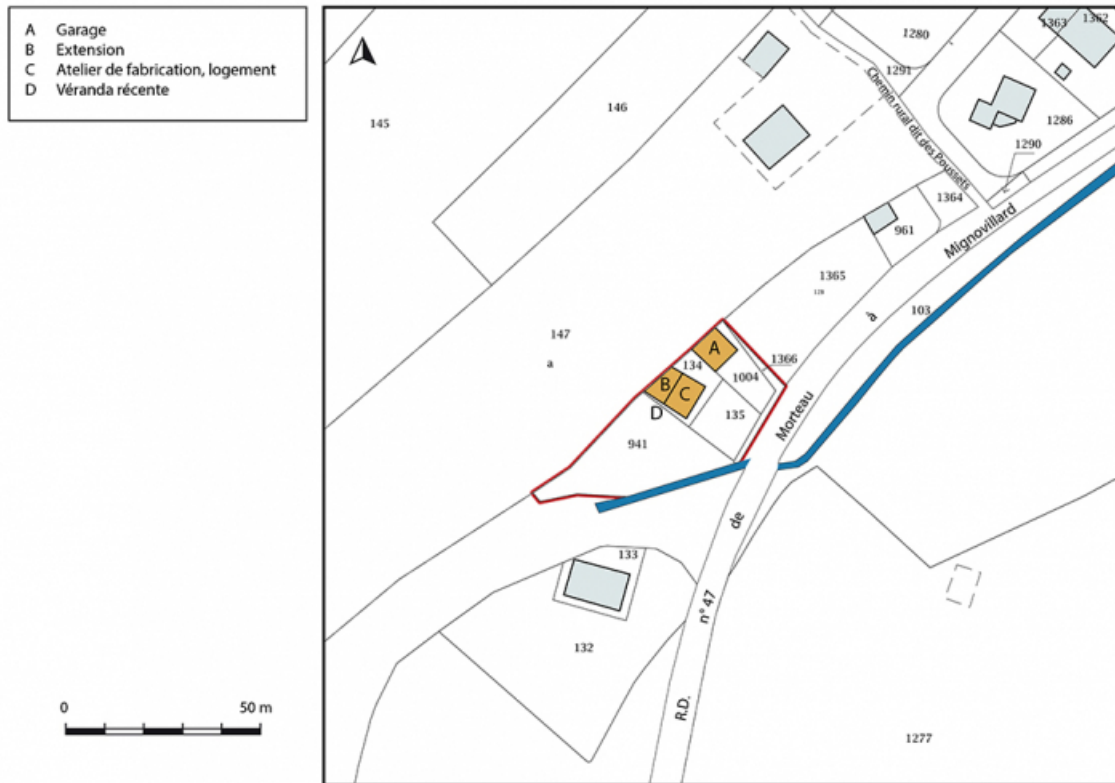 A Garage
B Extension
C Atelier de fabrication, logement
D Véranda récente
0 50 m
1363
1362
1280
1291
146
145
Chemin rural dit des Poussets
1286
1290
1364
961
Mignovillard
1365
128
103
à
147
a
A
1366
134
1004
B
C
D
135
Morteau
941
de
133
n° 47
132
R.D.
1277